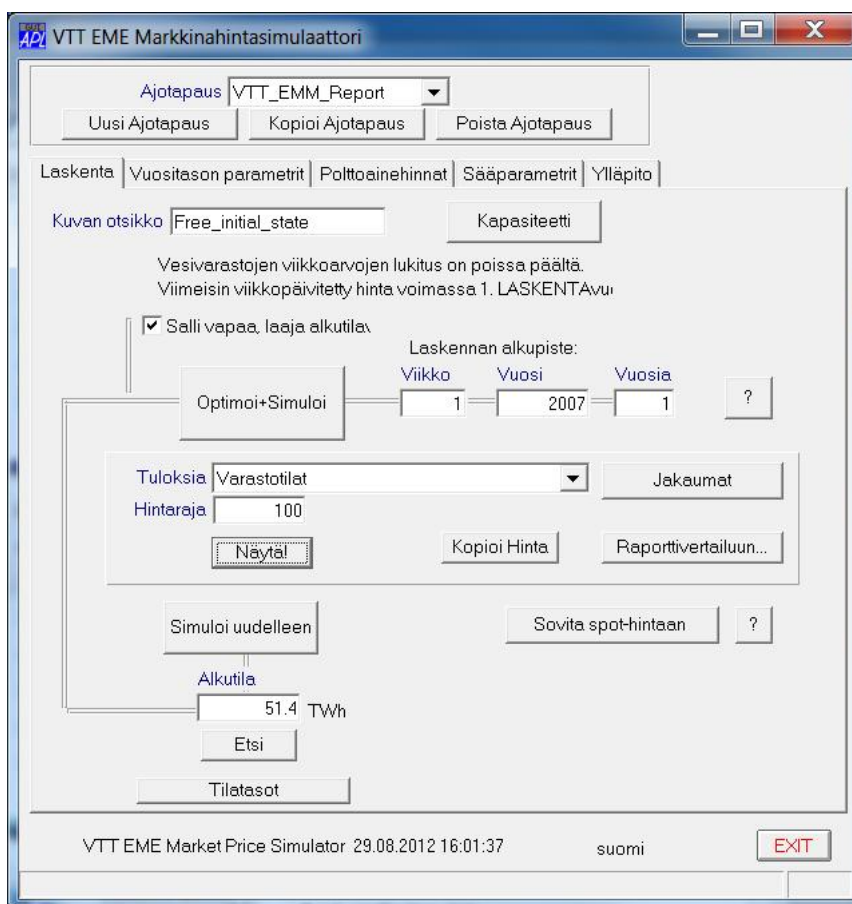 APL VTT EME Markkinahintasimulaattori
Ajotapaus VTT_EMM_Report
Uusi Ajotapaus Kopioi Ajotapaus Poista Ajotapaus
Laskenta Vuositason parametrit Polttoainehinnat Sääparametrit Ylläpito
Kuvan otsikko Free_initial_state Kapasiteetti
Vesivarastojen viikkoarvojen lukitus on poissa päältä.
Viimeisin viikkopäivitetty hinta voimassa 1. LASKENTAvu
Salli vapaa, laaja alkutila
Laskennan alkupiste:
Viikko Vuosi Vuosia
Optimoi+Simuloi 1 2007 1 ?
Tuloksia Varastotilat Jakaumat
Hintaraja 100
Näytä! Kopioi Hinta Raporttivertailuun...
Simuloi uudelleen Sovita spot-hintaan ?
Alkutila
51.4 TWh
Etsi
Tilatasot
VTT EME Market Price Simulator 29.08.2012 16:01:37 suomi EXIT